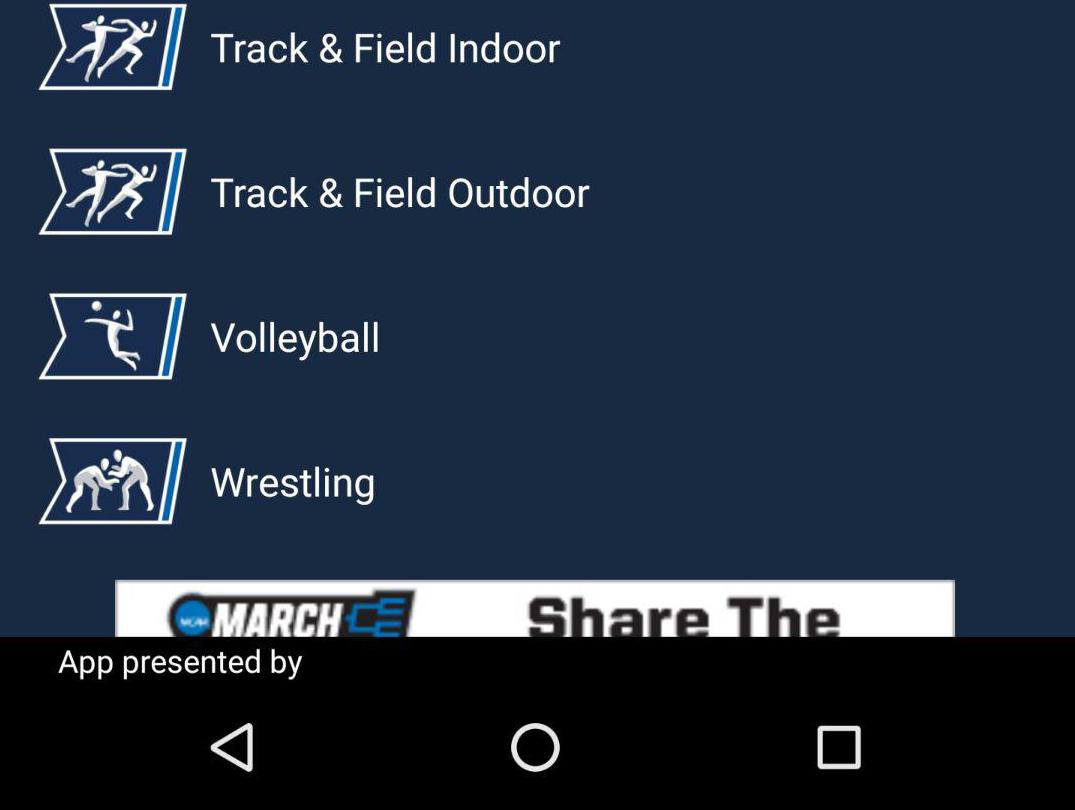 Track & Field Indoor
Track & Field Outdoor
Volleyball
Wrestling
NCAA MARCH
Share The
App presented by